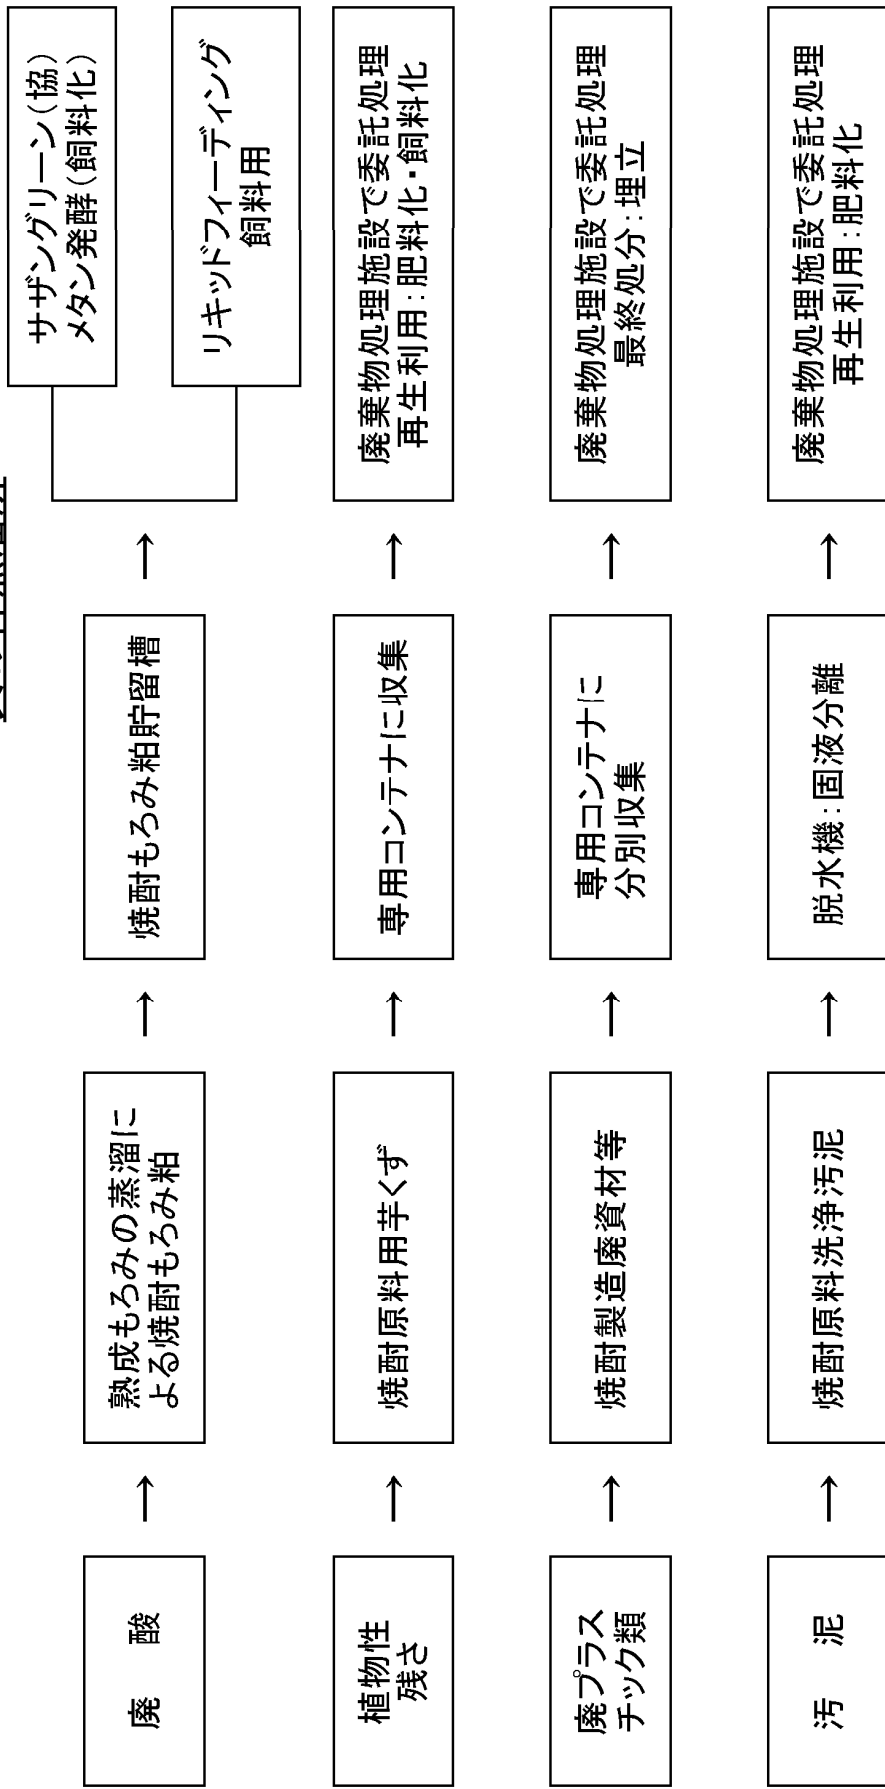 廃　酸
熟成もろみの蒸溜に
よる焼酎もろみ粕
焼酎もろみ粕貯留槽
サザングリーン(協)
メタン発酵(飼料化)
リキッドフィーディング
飼料用
植物性
残さ
焼酎原料用芋くず
専用コンテナに収集
廃棄物処理施設で委託処理
再生利用：肥料化・飼料化
廃プラス
チック類
焼酎製造廃資材等
専用コンテナに
分別収集
廃棄物処理施設で委託処理
最終処分：埋立
汚　泥
焼酎原料洗浄汚泥
脱水機：固液分離
廃棄物処理施設で委託処理
再生利用：肥料化